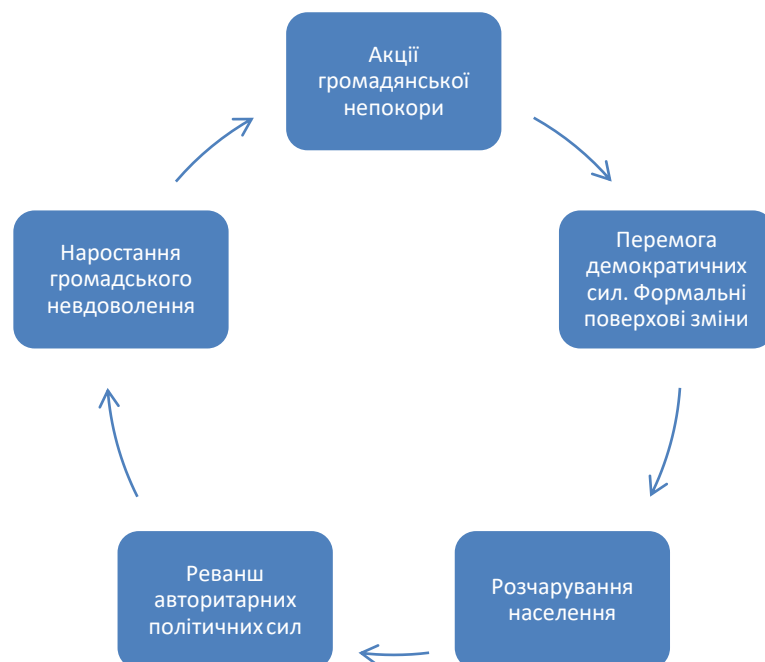 Акції
громадянської
непокори
Перемога
демократичних
сил. Формальні
поверхові зміни
Розчарування
населення
Реванш
авторитарних
політичних сил
Наростання
громадського
невдоволення